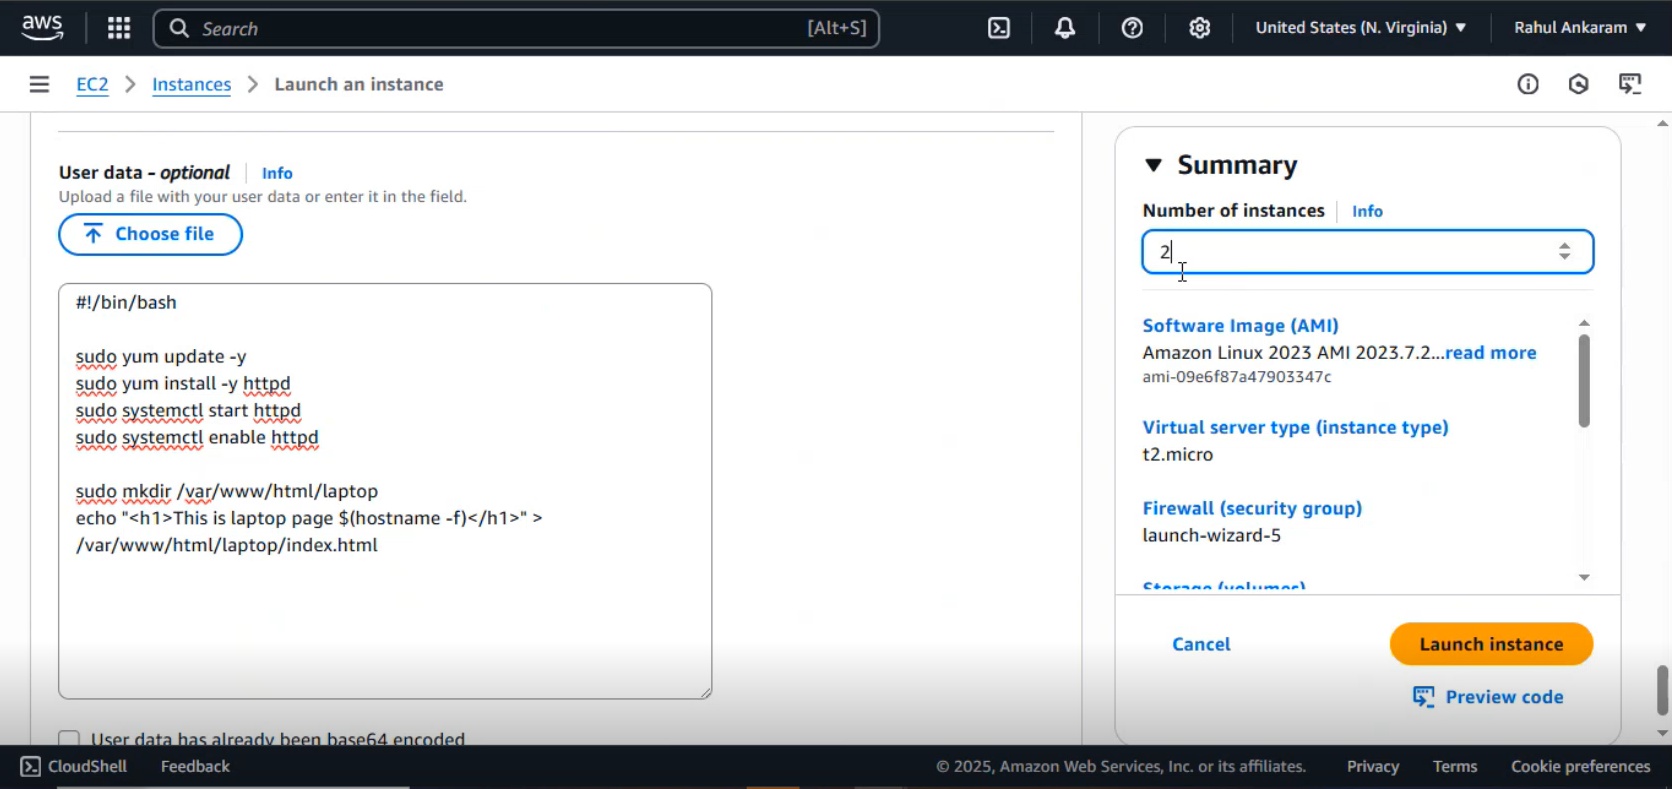 aws
Search
[Alt+S]
United States (N. Virginia)
Rahul Ankaram
EC2 > Instances > Launch an instance
User data - optional
Info
Upload a file with your user data or enter it in the field.
Choose file
#!/bin/bash
sudo yum update -y
sudo yum install -y httpd
sudo systemctl start httpd
sudo systemctl enable httpd
sudo mkdir /var/www/html/laptop
echo "<h1>This is laptop page $(hostname -f)</h1>" >
/var/www/html/laptop/index.html
User data has already been base64 encoded
Summary
Number of instances
Info
2
Software Image (AMI)
Amazon Linux 2023 AMI 2023.7.2...read more
ami-09e6f87a47903347c
Virtual server type (instance type)
t2.micro
Firewall (security group)
launch-wizard-5
Storage (volumes)
Cancel
Launch instance
Preview code
CloudShell
Feedback
© 2025, Amazon Web Services, Inc. or its affiliates.
Privacy
Terms
Cookie preferences